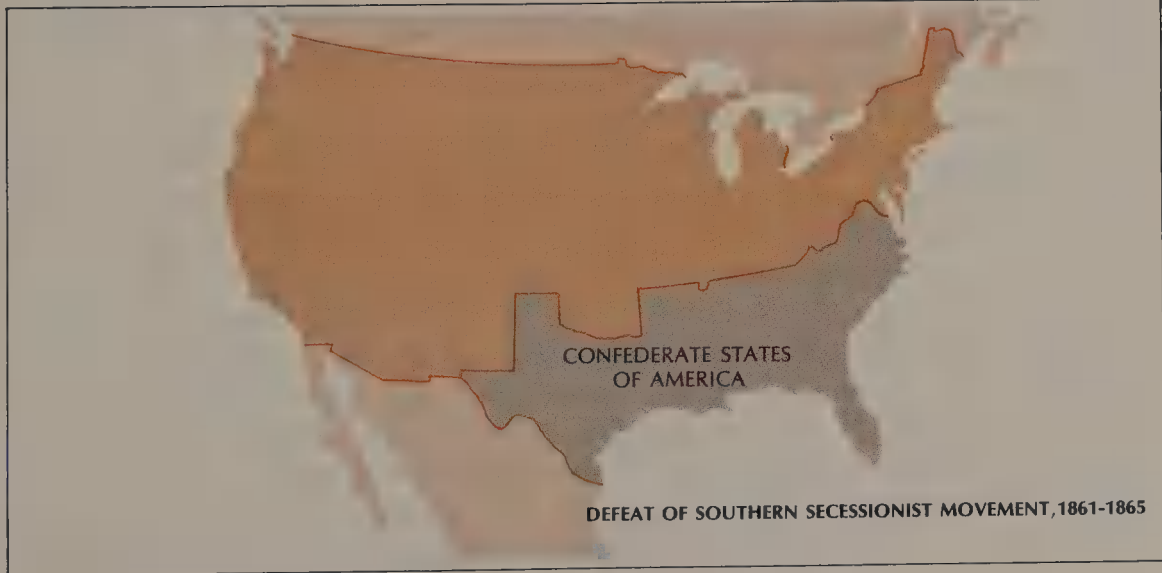 CONFEDERATE STATES
OF AMERICA
DEFEAT OF SOUTHERN SECESSIONIST MOVEMENT, 1861-1865